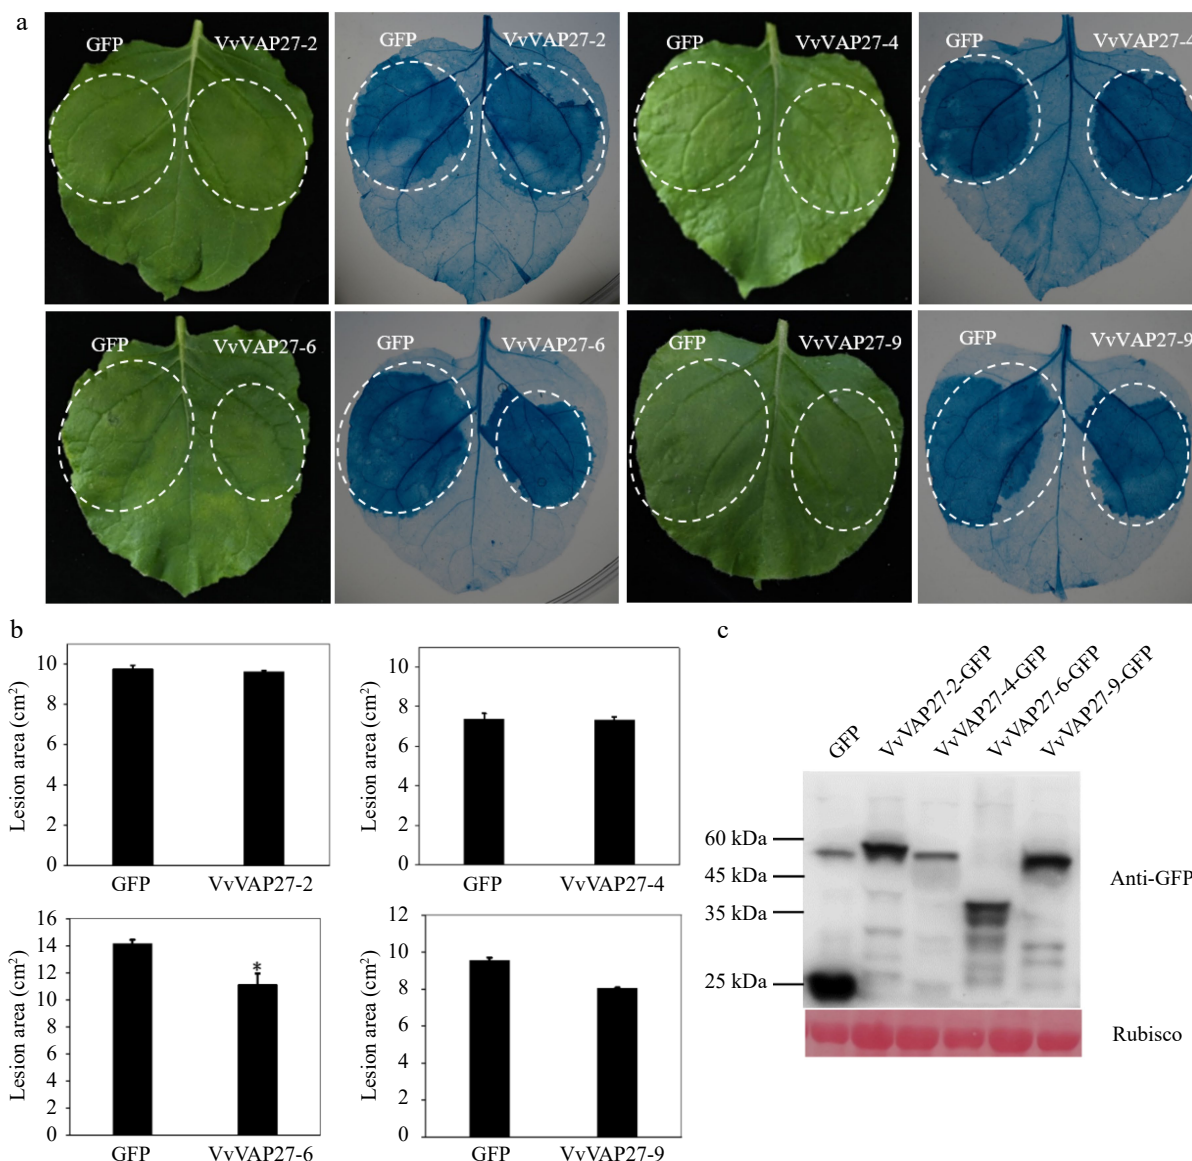 a
GFP VvVAP27-2 GFP VvVAP27-2 GFP VvVAP27-4 GFP VvVAP27-4
GFP VvVAP27-6 GFP VvVAP27-6 GFP VvVAP27-9 GFP VvVAP27-9
b
Lesion area (cm²)
10
8
6
4
2
0
GFP VvVAP27-2
Lesion area (cm²)
10
8
6
4
2
0
GFP VvVAP27-4
Lesion area (cm²)
16
14
12
10
8
6
4
2
0
*
GFP VvVAP27-6
Lesion area (cm²)
12
10
8
6
4
2
0
GFP VvVAP27-9
c
GFP
VvVAP27-2-GFP
VvVAP27-4-GFP
VvVAP27-6-GFP
VvVAP27-9-GFP
60 kDa
45 kDa
35 kDa
25 kDa
Anti-GFP
Rubisco